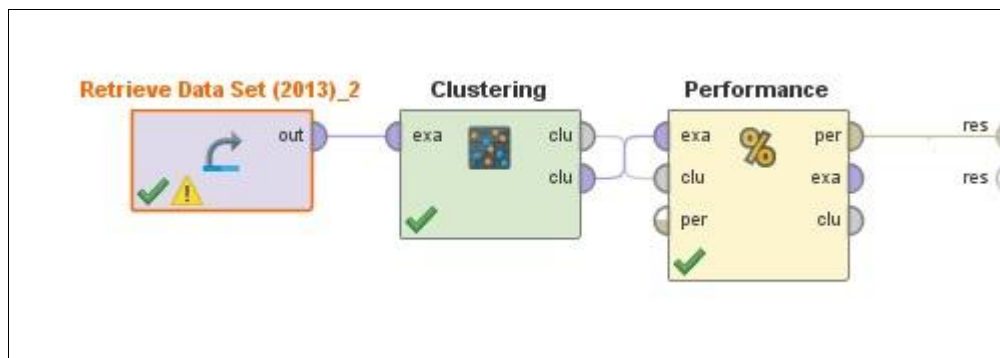 Retrieve Data Set (2013)_2
out
Clustering
exa
clu
clu
Performance
exa
clu
per
per
exa
clu
%
res
res